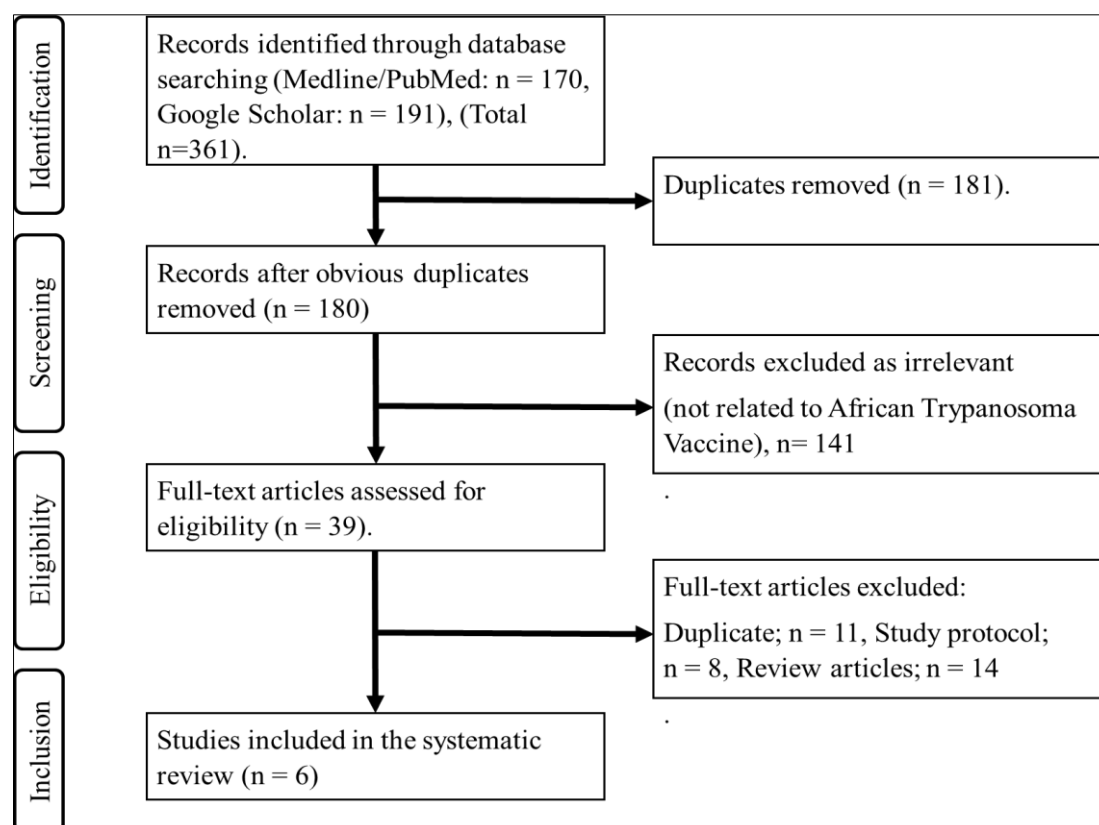 Identification
Records identified through database
searching (Medline/PubMed: n = 170,
Google Scholar: n = 191), (Total
n=361).
Duplicates removed (n = 181).
Screening
Records after obvious duplicates
removed (n = 180)
Records excluded as irrelevant
(not related to African Trypanosoma
Vaccine), n= 141
.
Eligibility
Full-text articles assessed for
eligibility (n = 39).
Full-text articles excluded:
Duplicate; n = 11, Study protocol;
n = 8, Review articles; n = 14
.
Inclusion
Studies included in the systematic
review (n = 6)